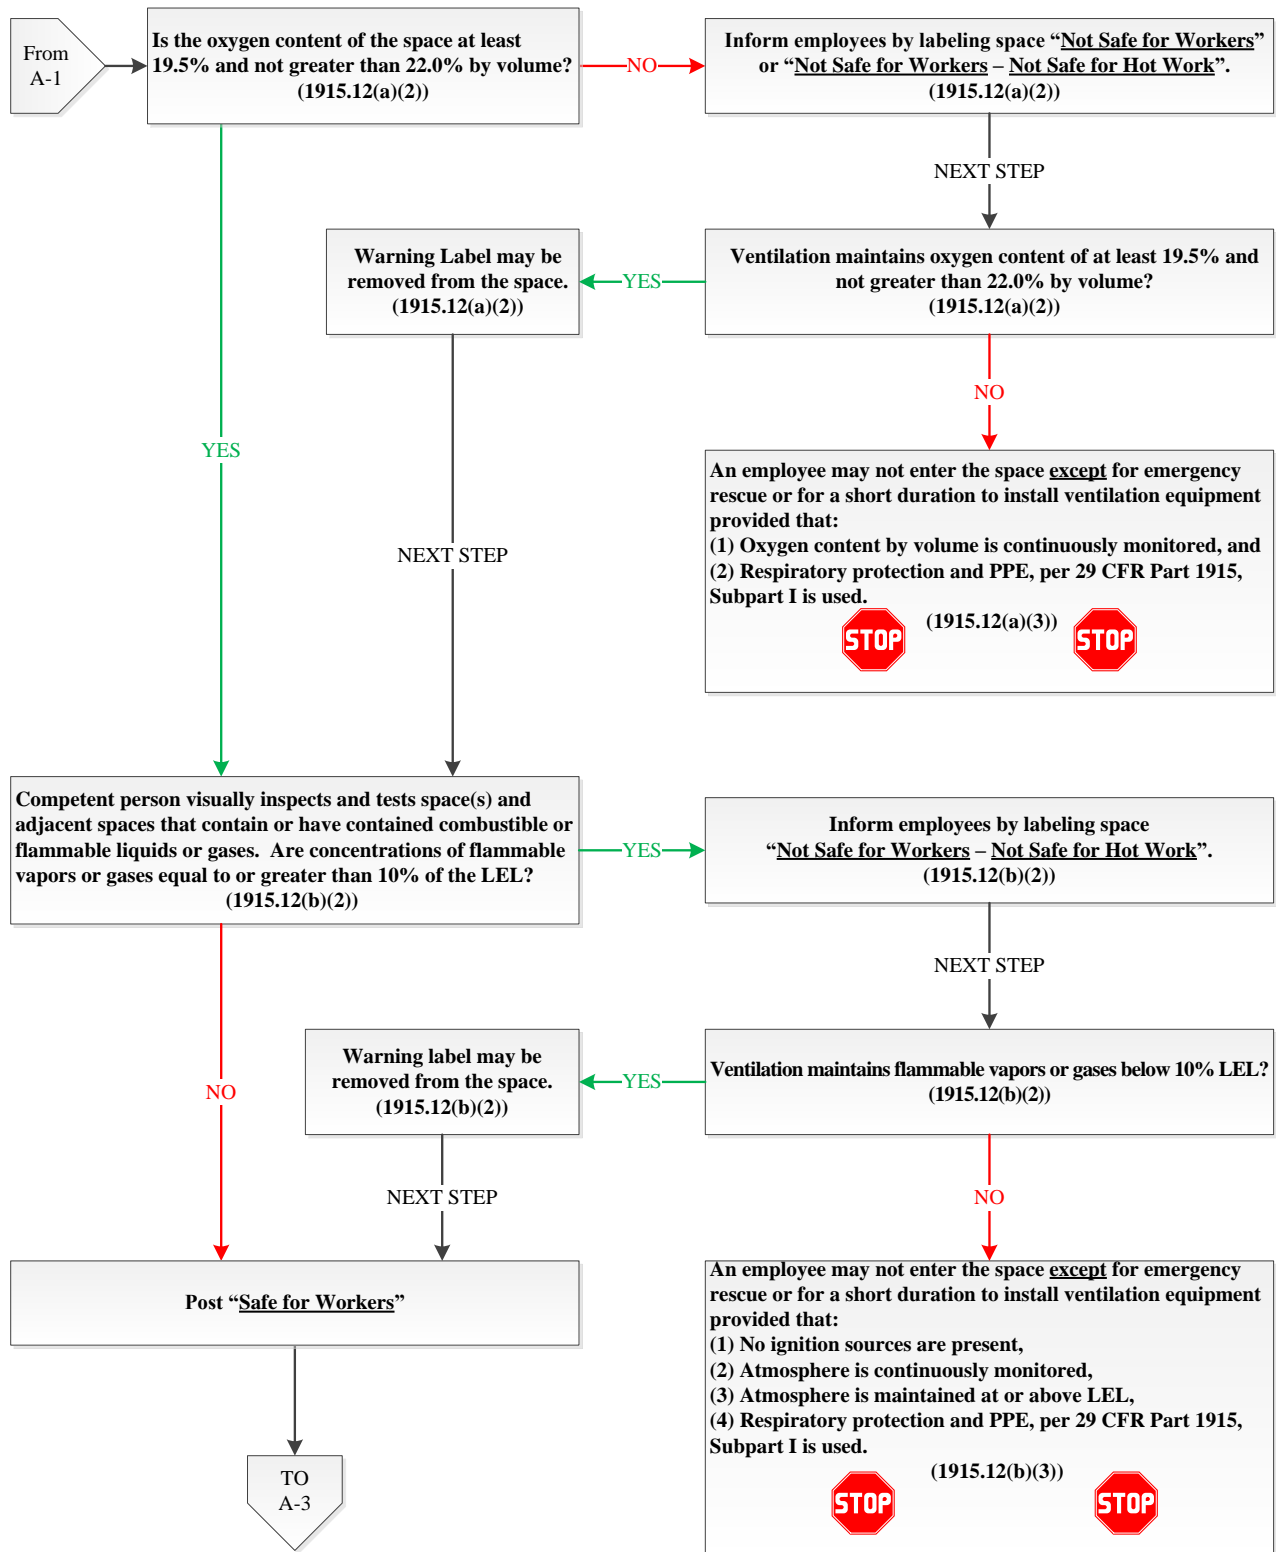 From
A-1
Is the oxygen content of the space at least
19.5% and not greater than 22.0% by volume?
(1915.12(a)(2))
NO
Inform employees by labeling space “Not Safe for Workers”
or “Not Safe for Workers – Not Safe for Hot Work”.
(1915.12(a)(2))
NEXT STEP
Warning Label may be
removed from the space.
(1915.12(a)(2))
YES
Ventilation maintains oxygen content of at least 19.5% and
not greater than 22.0% by volume?
(1915.12(a)(2))
NO
YES
NEXT STEP
An employee may not enter the space except for emergency
rescue or for a short duration to install ventilation equipment
provided that:
(1) Oxygen content by volume is continuously monitored, and
(2) Respiratory protection and PPE, per 29 CFR Part 1915,
Subpart I is used.
(1915.12(a)(3))
STOP
STOP
Competent person visually inspects and tests space(s) and
adjacent spaces that contain or have contained combustible or
flammable liquids or gases.  Are concentrations of flammable
vapors or gases equal to or greater than 10% of the LEL?
(1915.12(b)(2))
YES
Inform employees by labeling space
“Not Safe for Workers – Not Safe for Hot Work”.
(1915.12(b)(2))
NEXT STEP
NO
Warning label may be
removed from the space.
(1915.12(b)(2))
YES
Ventilation maintains flammable vapors or gases below 10% LEL?
(1915.12(b)(2))
NEXT STEP
NO
Post “Safe for Workers”
An employee may not enter the space except for emergency
rescue or for a short duration to install ventilation equipment
provided that:
(1) No ignition sources are present,
(2) Atmosphere is continuously monitored,
(3) Atmosphere is maintained at or above LEL,
(4) Respiratory protection and PPE, per 29 CFR Part 1915,
Subpart I is used.
(1915.12(b)(3))
STOP
STOP
TO
A-3